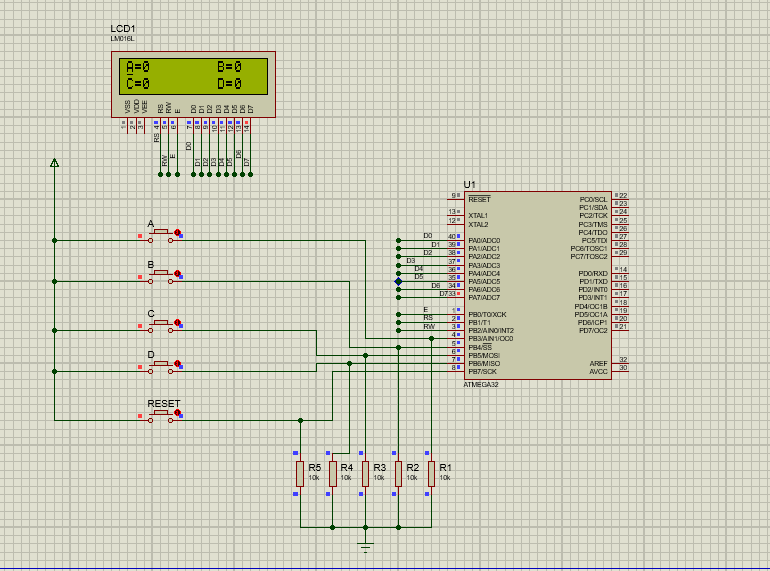 LCD1
LM016L
A=0 B=0
C=0 D=0
VSS VDD VEE RS RW E D0 D1 D2 D3 D4 D5 D6 D7
1 2 3 4 5 6 7 8 9 10 11 12 13 14
RS RW E D0 D1 D2 D3 D4 D5 D6 D7
A
B
C
D
RESET
U1
9 RESET PC0/SCL 22
PC1/SDA 23
13 XTAL1 PC2/TCK 24
12 XTAL2 PC3/TMS 25
PC4/TDO 26
D0 40 PA0/ADC0 PC5/TDI 27
D1 39 PA1/ADC1 PC6/TOSC1 28
D2 38 PA2/ADC2 PC7/TOSC2 29
D3 37 PA3/ADC3
D4 36 PA4/ADC4 PD0/RXD 14
D5 35 PA5/ADC5 PD1/TXD 15
D6 34 PA6/ADC6 PD2/INT0 16
D7 33 PA7/ADC7 PD3/INT1 17
PD4/OC1B 18
E 1 PB0/T0/XCK PD5/OC1A 19
RS 2 PB1/T1 PD6/ICP1 20
RW 3 PB2/AIN0/INT2 PD7/OC2 21
4 PB3/AIN1/OC0
5 PB4/SS
6 PB5/MOSI
7 PB6/MISO AREF 32
8 PB7/SCK AVCC 30
ATMEGA32
R5 R4 R3 R2 R1
10k 10k 10k 10k 10k